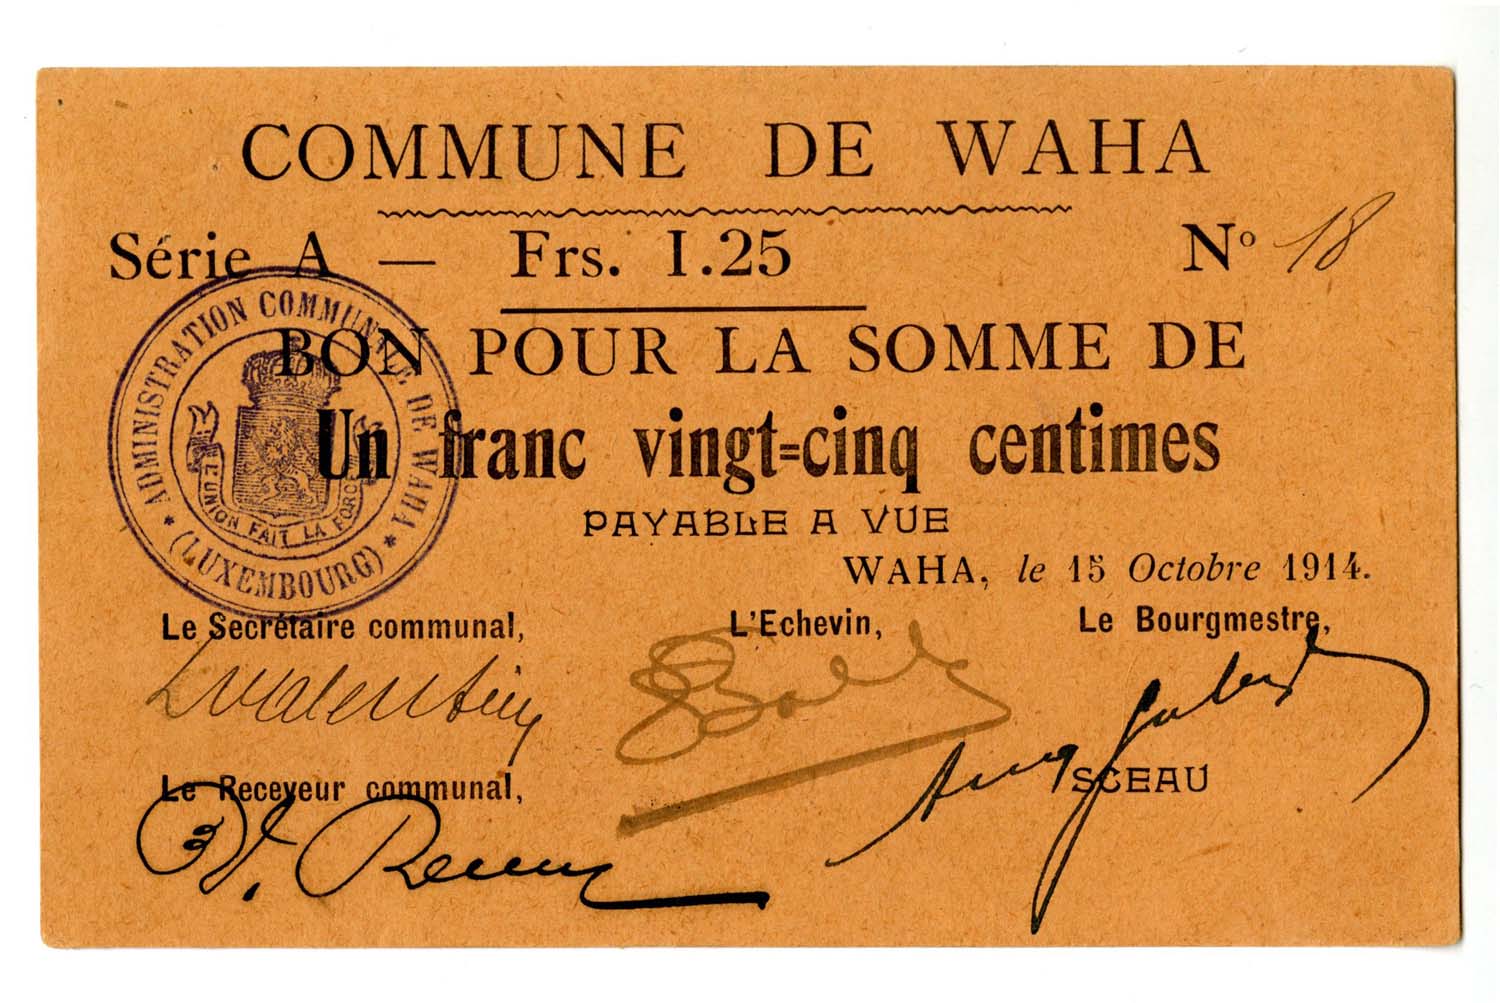 COMMUNE DE WAHA
Série A — Frs. 1.25 Nº 18
BON POUR LA SOMME DE
Un franc vingt=cinq centimes
PAYABLE A VUE
WAHA, le 15 Octobre 1914.
ADMINISTRATION COMMUNALE DE WAHA
* (LUXEMBOURG) *
L'UNION FAIT LA FORCE
Le Secrétaire communal, L'Echevin, Le Bourgmestre,
Le Receveur communal, SCEAU